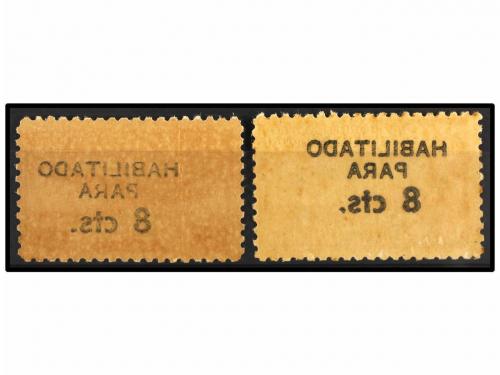 HABILITADO
PARA
8 cts.
HABILITADO
PARA
8 cts.